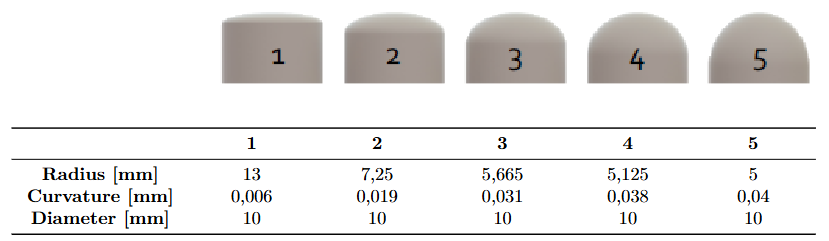 1 2 3 4 5
1 2 3 4 5
Radius [mm] 13 7,25 5,665 5,125 5
Curvature [mm] 0,006 0,019 0,031 0,038 0,04
Diameter [mm] 10 10 10 10 10